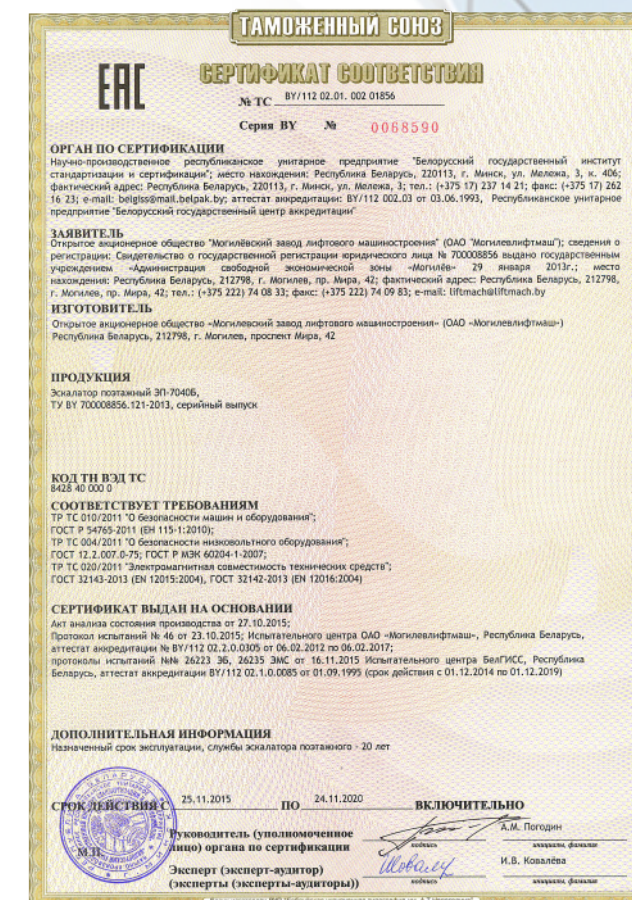 ТАМОЖЕННЫЙ СОЮЗ
ЕАС
СЕРТИФИКАТ СООТВЕТСТВИЯ
№ ТС BY/112 02.01. 002 01856
Серия BY № 0068590
ОРГАН ПО СЕРТИФИКАЦИИ
Научно-производственное республиканское унитарное предприятие "Белорусский государственный институт
стандартизации и сертификации"; место нахождения: Республика Беларусь, 220113, г. Минск, ул. Мележа, 3, к. 406;
фактический адрес: Республика Беларусь, 220113, г. Минск, ул. Мележа, 3; тел.: (+375 17) 237 14 21; факс: (+375 17) 262
16 23; e-mail: belgiss@mail.belpak.by; аттестат аккредитации: BY/112 002.03 от 03.06.1993, Республиканское унитарное
предприятие "Белорусский государственный центр аккредитации"
ЗАЯВИТЕЛЬ
Открытое акционерное общество "Могилёвский завод лифтового машиностроения" (ОАО "Могилевлифтмаш"); сведения о
регистрации: Свидетельство о государственной регистрации юридического лица № 700008856 выдано государственным
учреждением «Администрация свободной экономической зоны «Могилёв» 29 января 2013г.; место
нахождения: Республика Беларусь, 212798, г. Могилев, пр. Мира, 42; фактический адрес: Республика Беларусь, 212798,
г. Могилев, пр. Мира, 42; тел.: (+375 222) 74 08 33; факс: (+375 222) 74 09 83; e-mail: liftmach@liftmach.by
ИЗГОТОВИТЕЛЬ
Открытое акционерное общество «Могилевский завод лифтового машиностроения» (ОАО «Могилевлифтмаш»)
Республика Беларусь, 212798, г. Могилев, проспект Мира, 42
ПРОДУКЦИЯ
Эскалатор поэтажный ЭП-7040Б,
ТУ BY 700008856.121-2013, серийный выпуск
КОД ТН ВЭД ТС
8428 40 000 0
СООТВЕТСТВУЕТ ТРЕБОВАНИЯМ
ТР ТС 010/2011 "О безопасности машин и оборудования";
ГОСТ Р 54765-2011 (ЕН 115-1:2010);
ТР ТС 004/2011 "О безопасности низковольтного оборудования";
ГОСТ 12.2.007.0-75; ГОСТ Р МЭК 60204-1-2007;
ТР ТС 020/2011 "Электромагнитная совместимость технических средств";
ГОСТ 32143-2013 (EN 12015:2004), ГОСТ 32142-2013 (EN 12016:2004)
СЕРТИФИКАТ ВЫДАН НА ОСНОВАНИИ
Акт анализа состояния производства от 27.10.2015;
Протокол испытаний № 46 от 23.10.2015; Испытательного центра ОАО «Могилевлифтмаш», Республика Беларусь,
аттестат аккредитации № BY/112 02.2.0.0305 от 06.02.2012 по 06.02.2017;
протоколы испытаний №№ 26223 ЭБ, 26235 ЭМС от 16.11.2015 Испытательного центра БелГИСС, Республика
Беларусь, аттестат аккредитации BY/112 02.1.0.0085 от 01.09.1995 (срок действия с 01.12.2014 по 01.12.2019)
ДОПОЛНИТЕЛЬНАЯ ИНФОРМАЦИЯ
Назначенный срок эксплуатации, службы эскалатора поэтажного - 20 лет
СРОК ДЕЙСТВИЯ С 25.11.2015 ПО 24.11.2020 ВКЛЮЧИТЕЛЬНО
М.П.
Руководитель (уполномоченное
лицо) органа по сертификации
подпись
А.М. Погодин
инициалы, фамилия
Эксперт (эксперт-аудитор)
(эксперты (эксперты-аудиторы))
подпись
И.В. Ковалёва
инициалы, фамилия